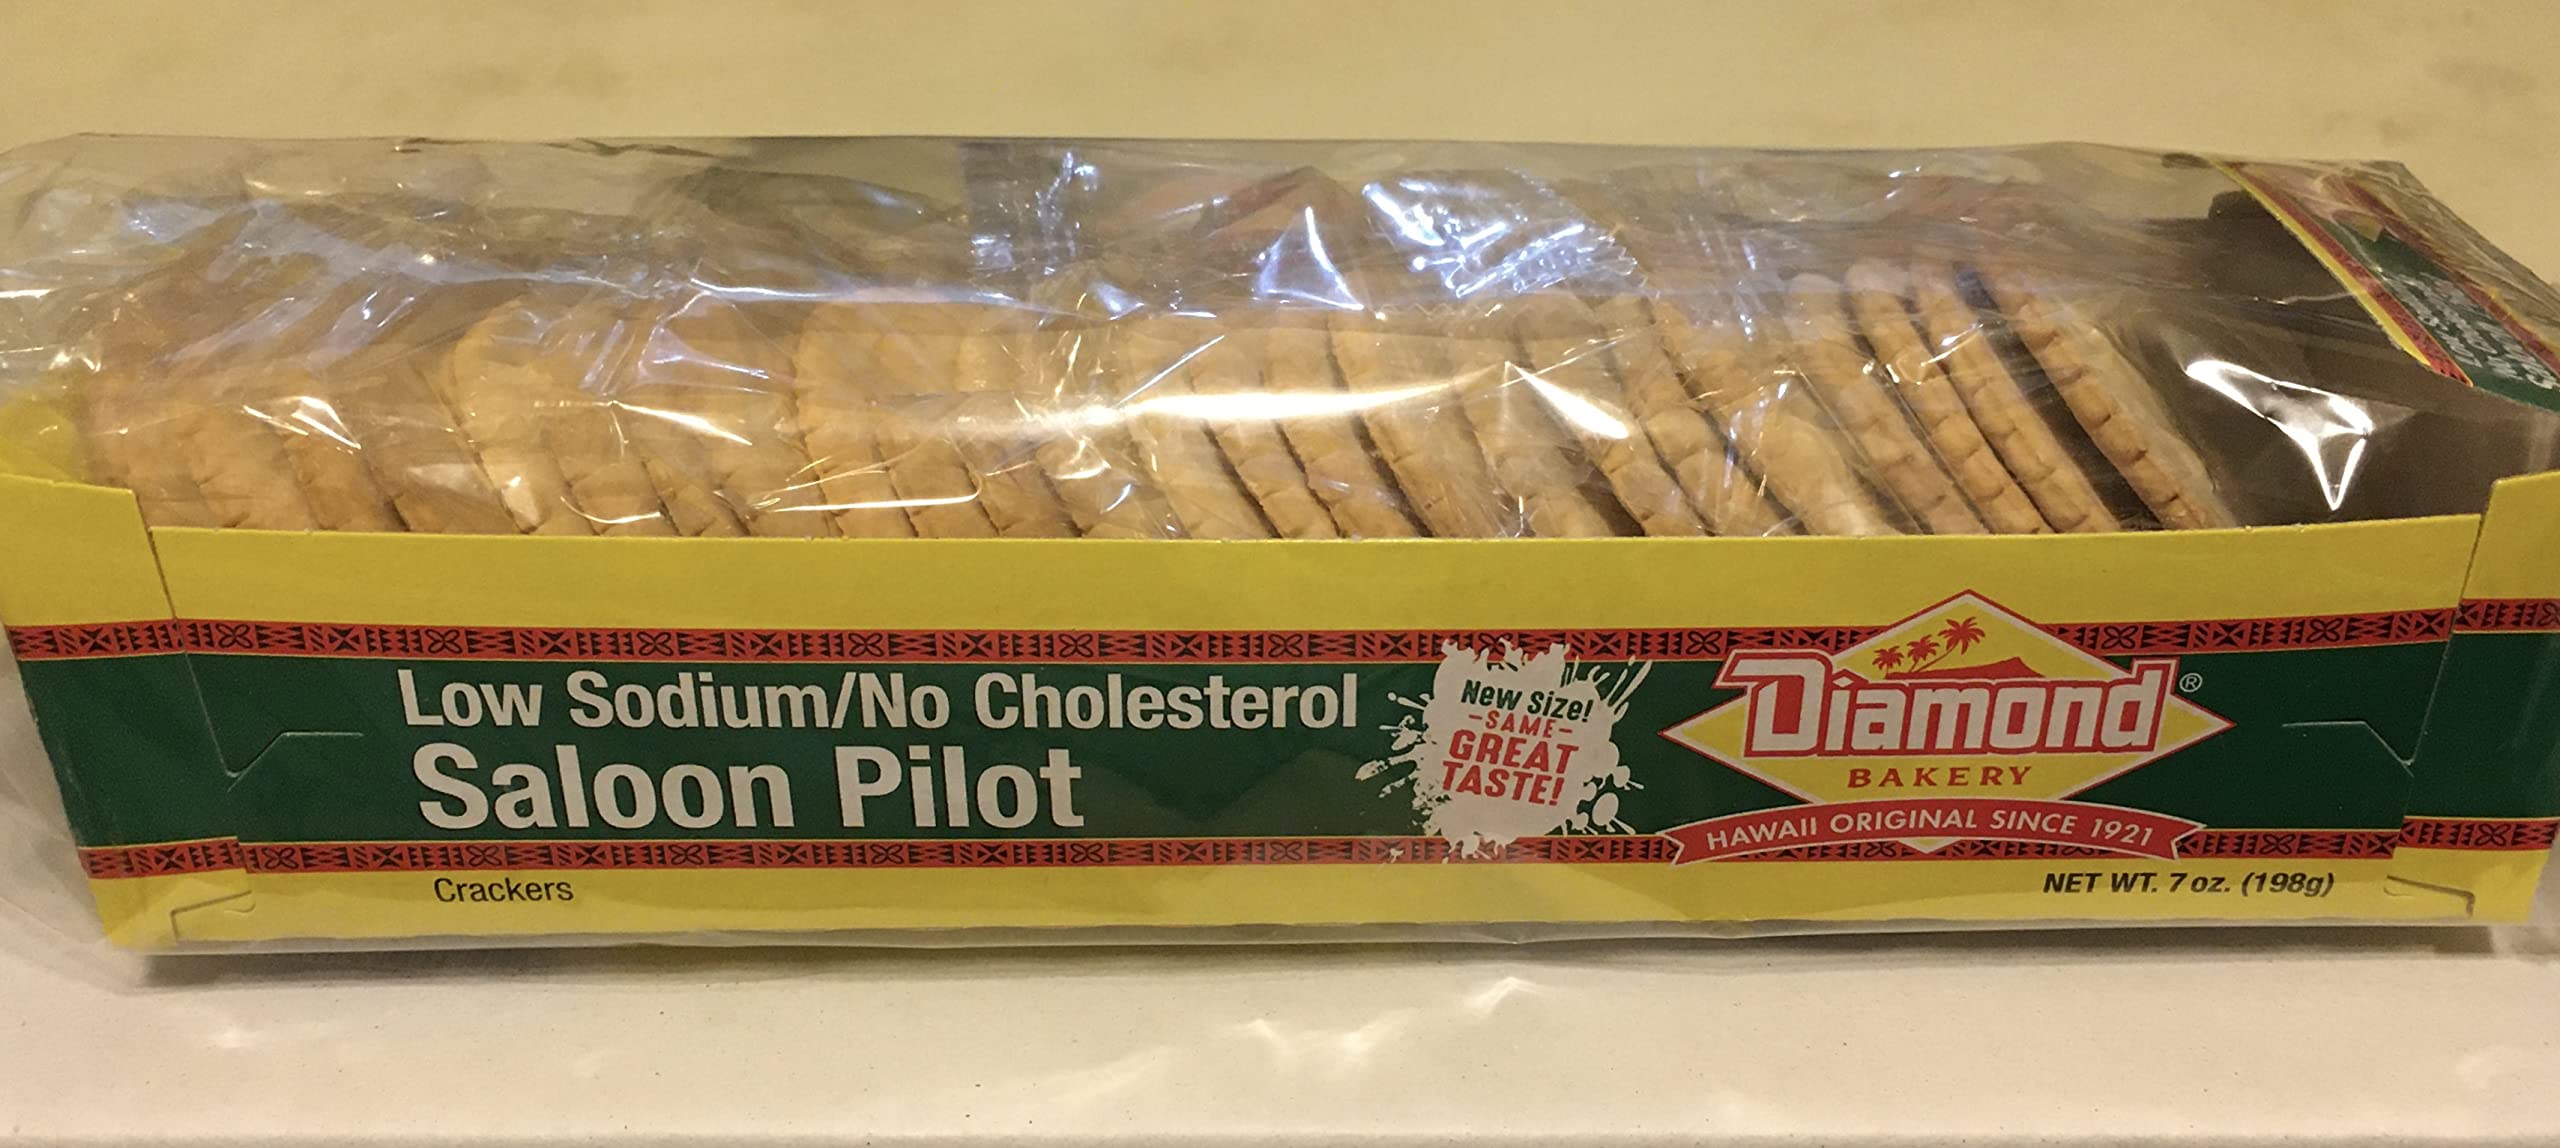 Low Sodium/No Cholesterol
Saloon Pilot
Crackers
New Size!
-SAME-
GREAT
TASTE!
Diamond®
BAKERY
HAWAII ORIGINAL SINCE 1921
NET WT. 7 oz. (198g)